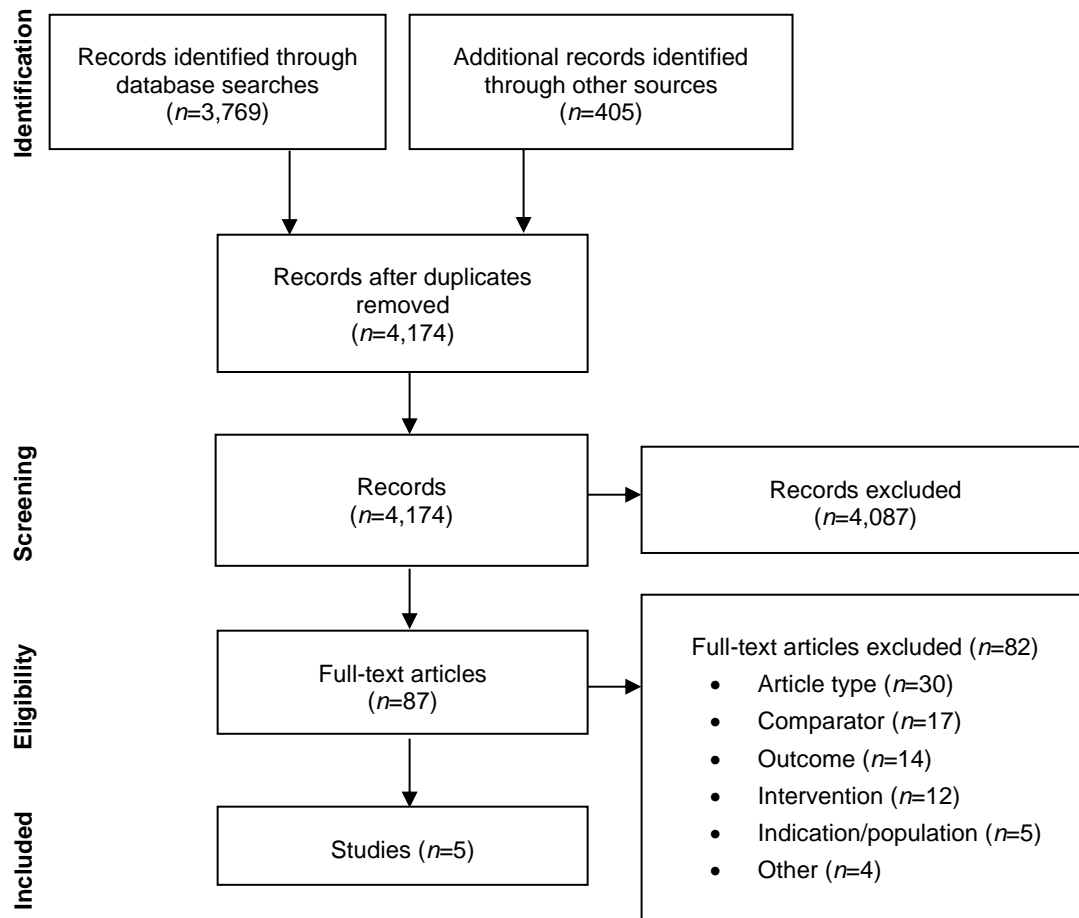 Identification
Records identified through
database searches
(n=3,769)
Additional records identified
through other sources
(n=405)
Records after duplicates
removed
(n=4,174)
Screening
Records
(n=4,174)
Records excluded
(n=4,087)
Eligibility
Full-text articles
(n=87)
Full-text articles excluded (n=82)
• Article type (n=30)
• Comparator (n=17)
• Outcome (n=14)
• Intervention (n=12)
• Indication/population (n=5)
• Other (n=4)
Included
Studies (n=5)